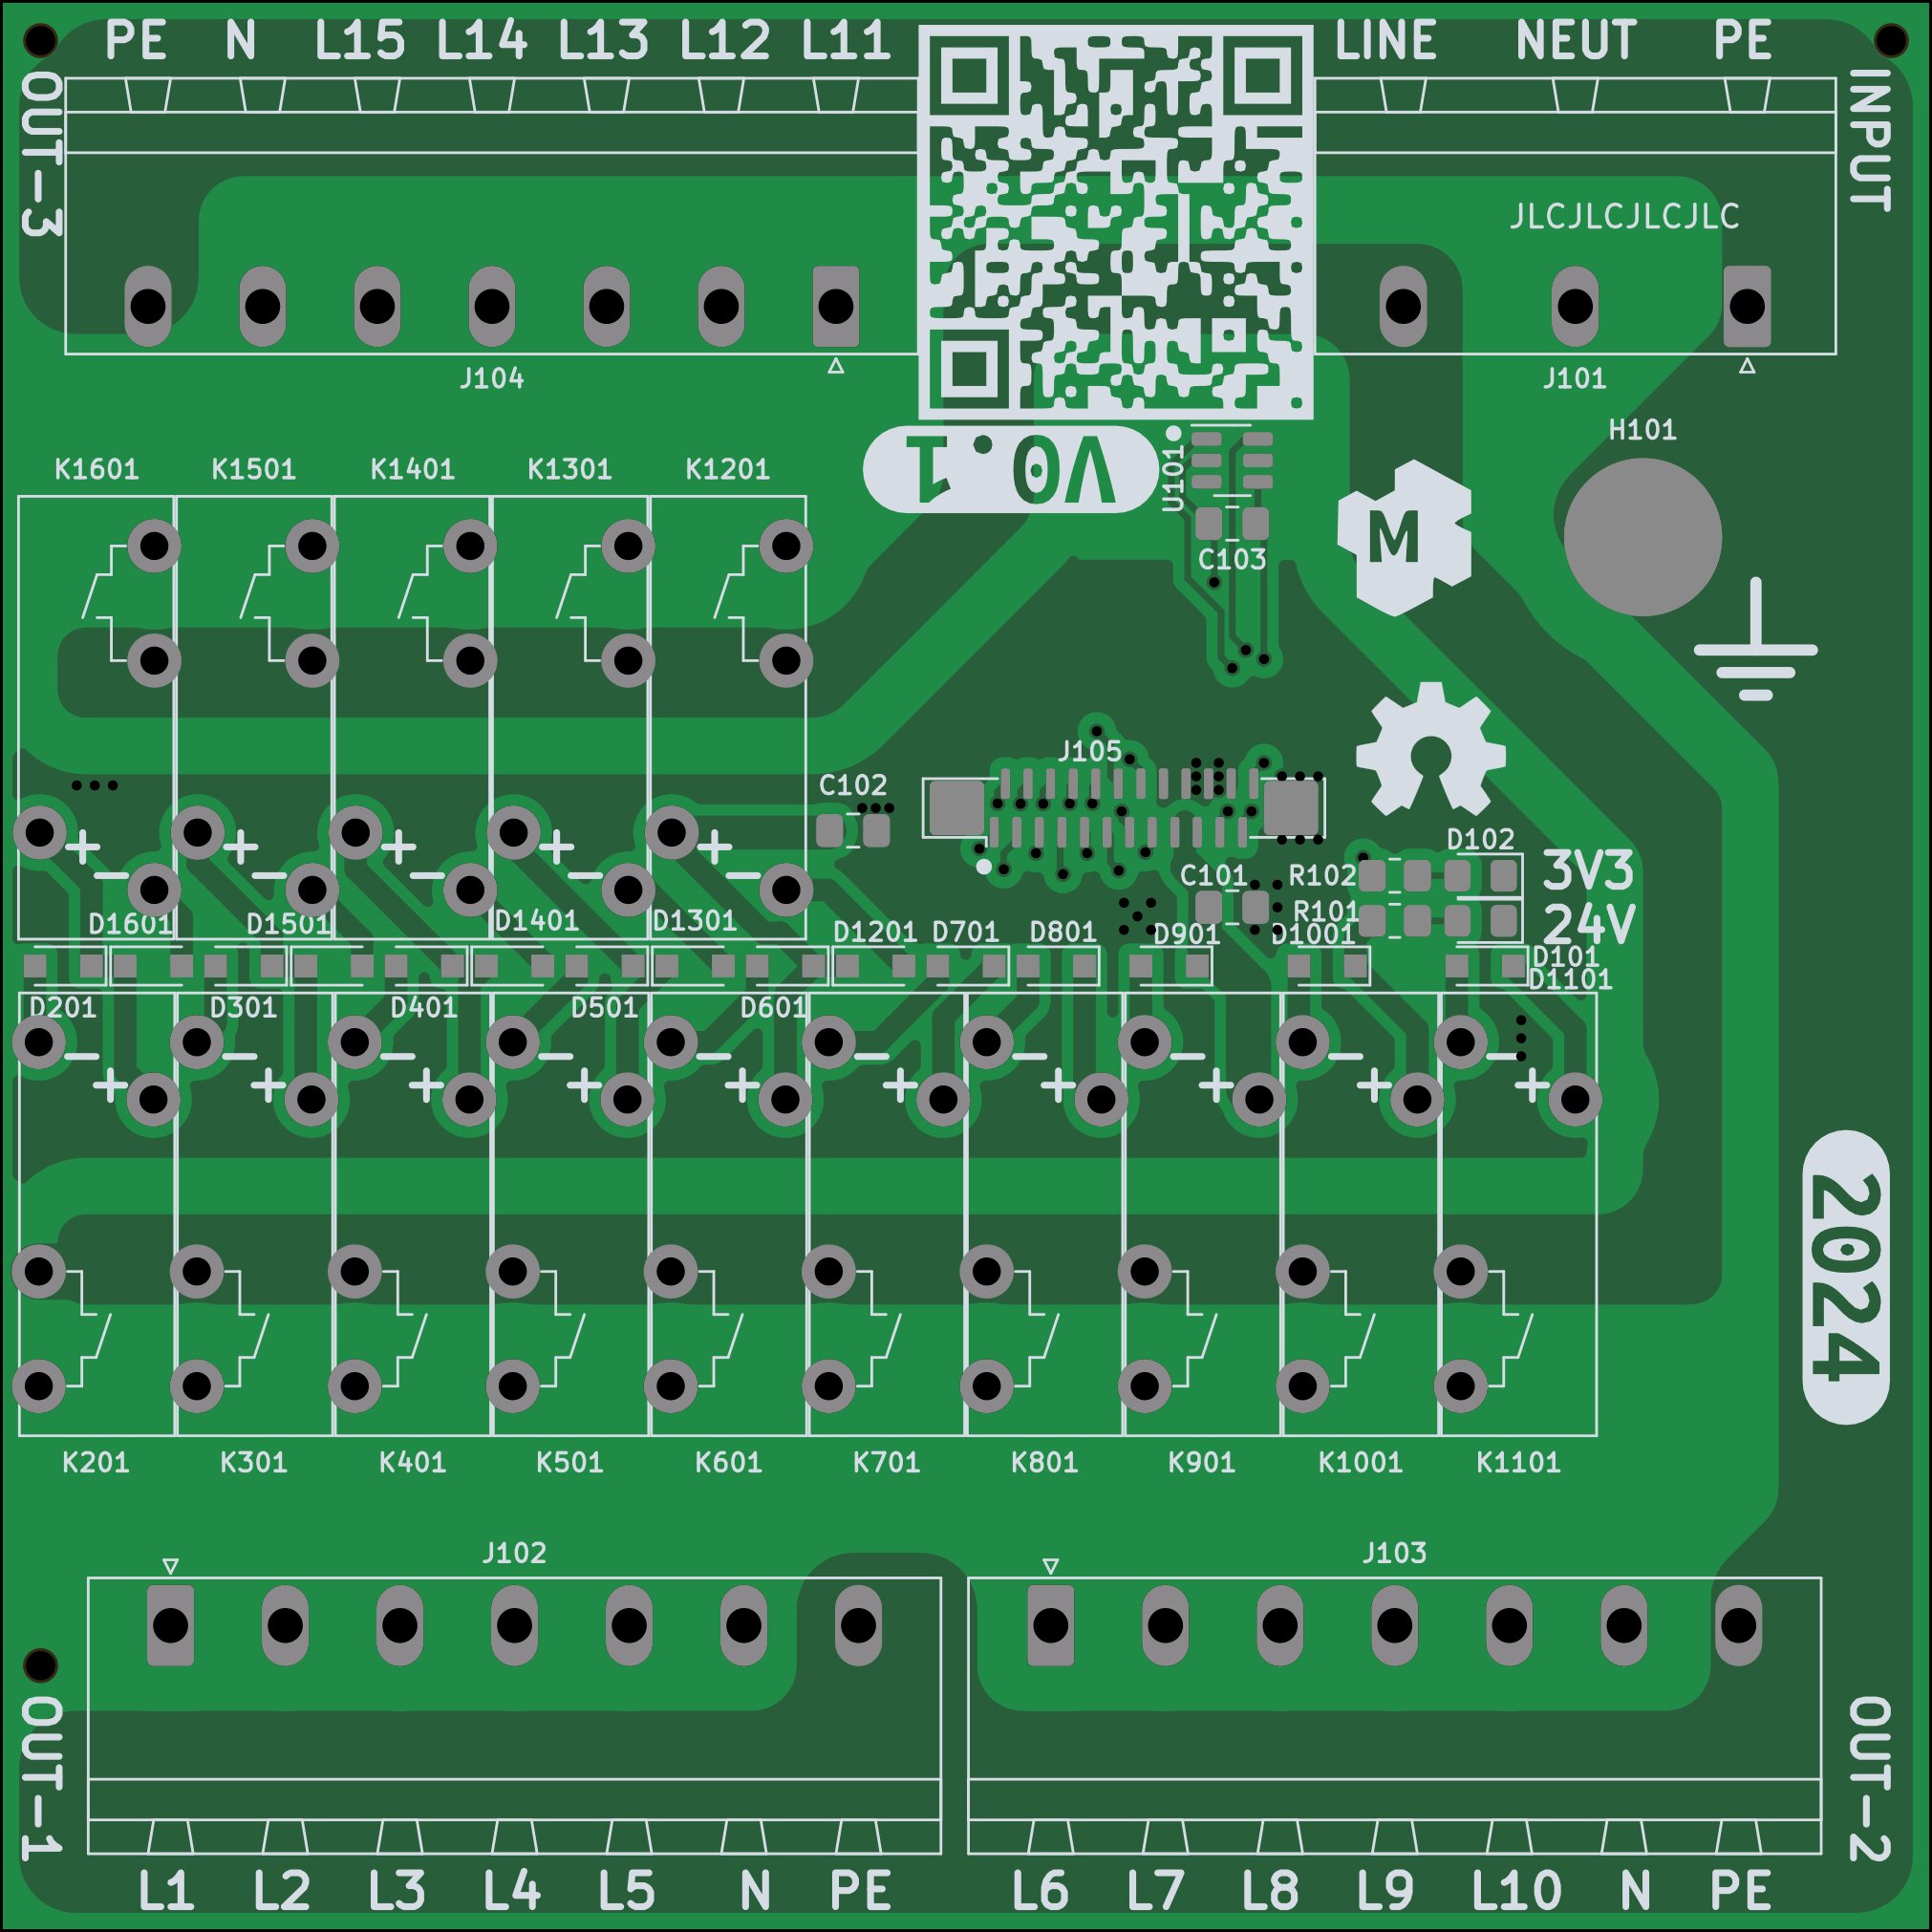 PE N L15 L14 L13 L12 L11 LINE NEUT PE
OUT-3
INPUT
JLCJLCJLCJLC
J104
J101
H101
V0.1
U101
C103
K1601 K1501 K1401 K1301 K1201
M
J105
C102
+ + + + +
- - - - -
D102
3V3
C101 R102
R101
24V
D1601 D1501 D1401 D1301 D1201 D701 D801 D901 D1001 D101
D1101
D201 D301 D401 D501 D601
- - - - - - - - - -
+ + + + + + + + + +
2024
K201 K301 K401 K501 K601 K701 K801 K901 K1001 K1101
J102 J103
OUT-1
OUT-2
L1 L2 L3 L4 L5 N PE L6 L7 L8 L9 L10 N PE